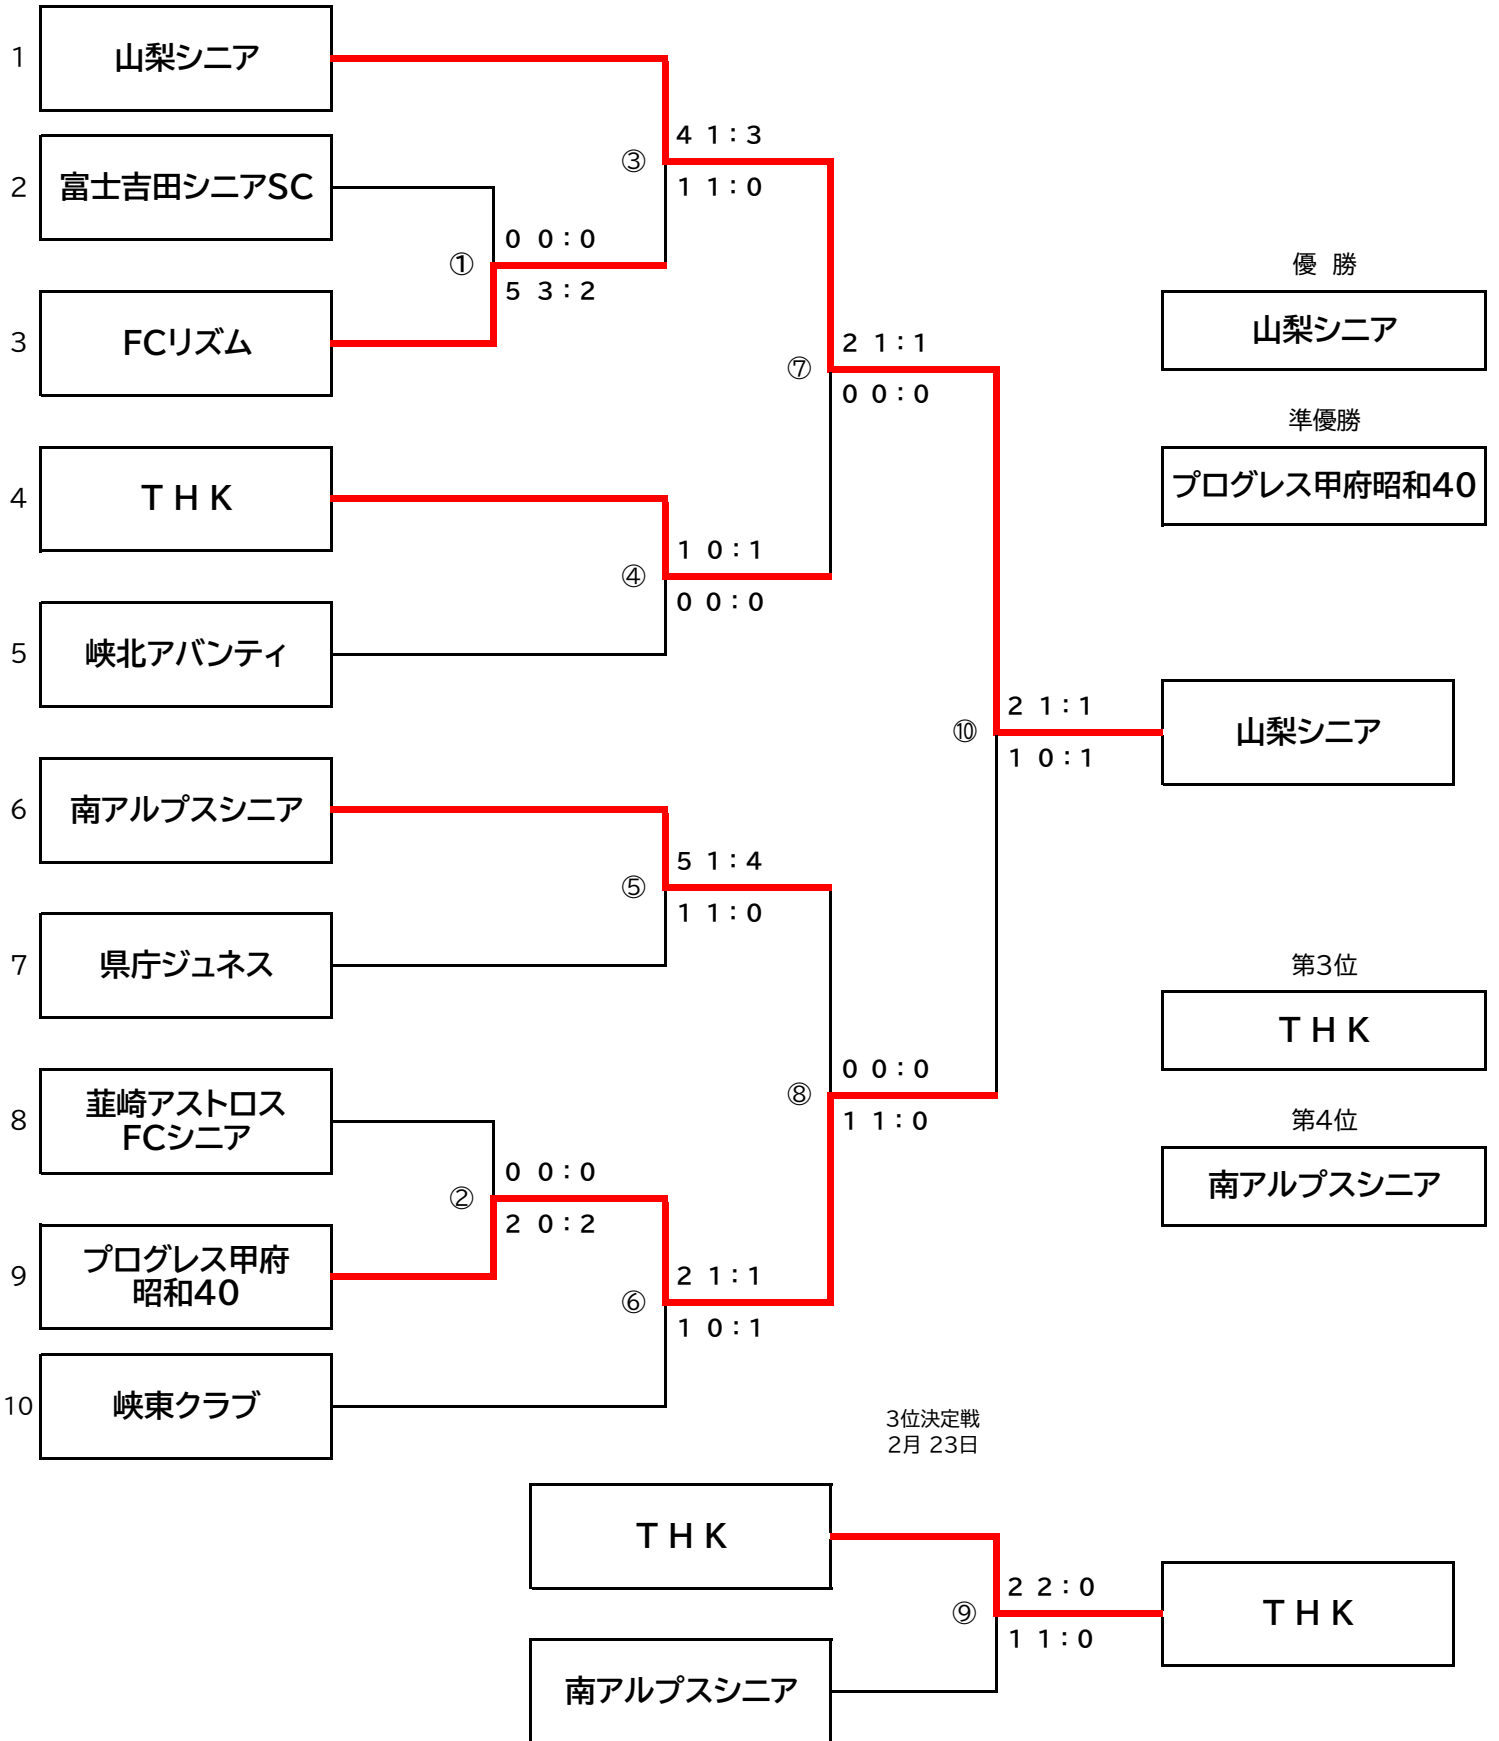 1
山梨シニア
4 1：3
③
1 1：0
2
富士吉田シニアSC
0 0：0
①
5 3：2
3
FCリズム
2 1：1
⑦
0 0：0
4
T H K
1 0：1
④
0 0：0
5
峡北アバンティ
優 勝
山梨シニア
準優勝
プログレス甲府昭和40
2 1：1
⑩
1 0：1
山梨シニア
6
南アルプスシニア
5 1：4
⑤
1 1：0
7
県庁ジュネス
0 0：0
⑧
1 1：0
8
韮崎アストロス
FCシニア
0 0：0
②
2 0：2
9
プログレス甲府
昭和40
2 1：1
⑥
1 0：1
10
峡東クラブ
第3位
T H K
第4位
南アルプスシニア
3位決定戦
2月 23日
T H K
2 2：0
⑨
1 1：0
T H K
南アルプスシニア